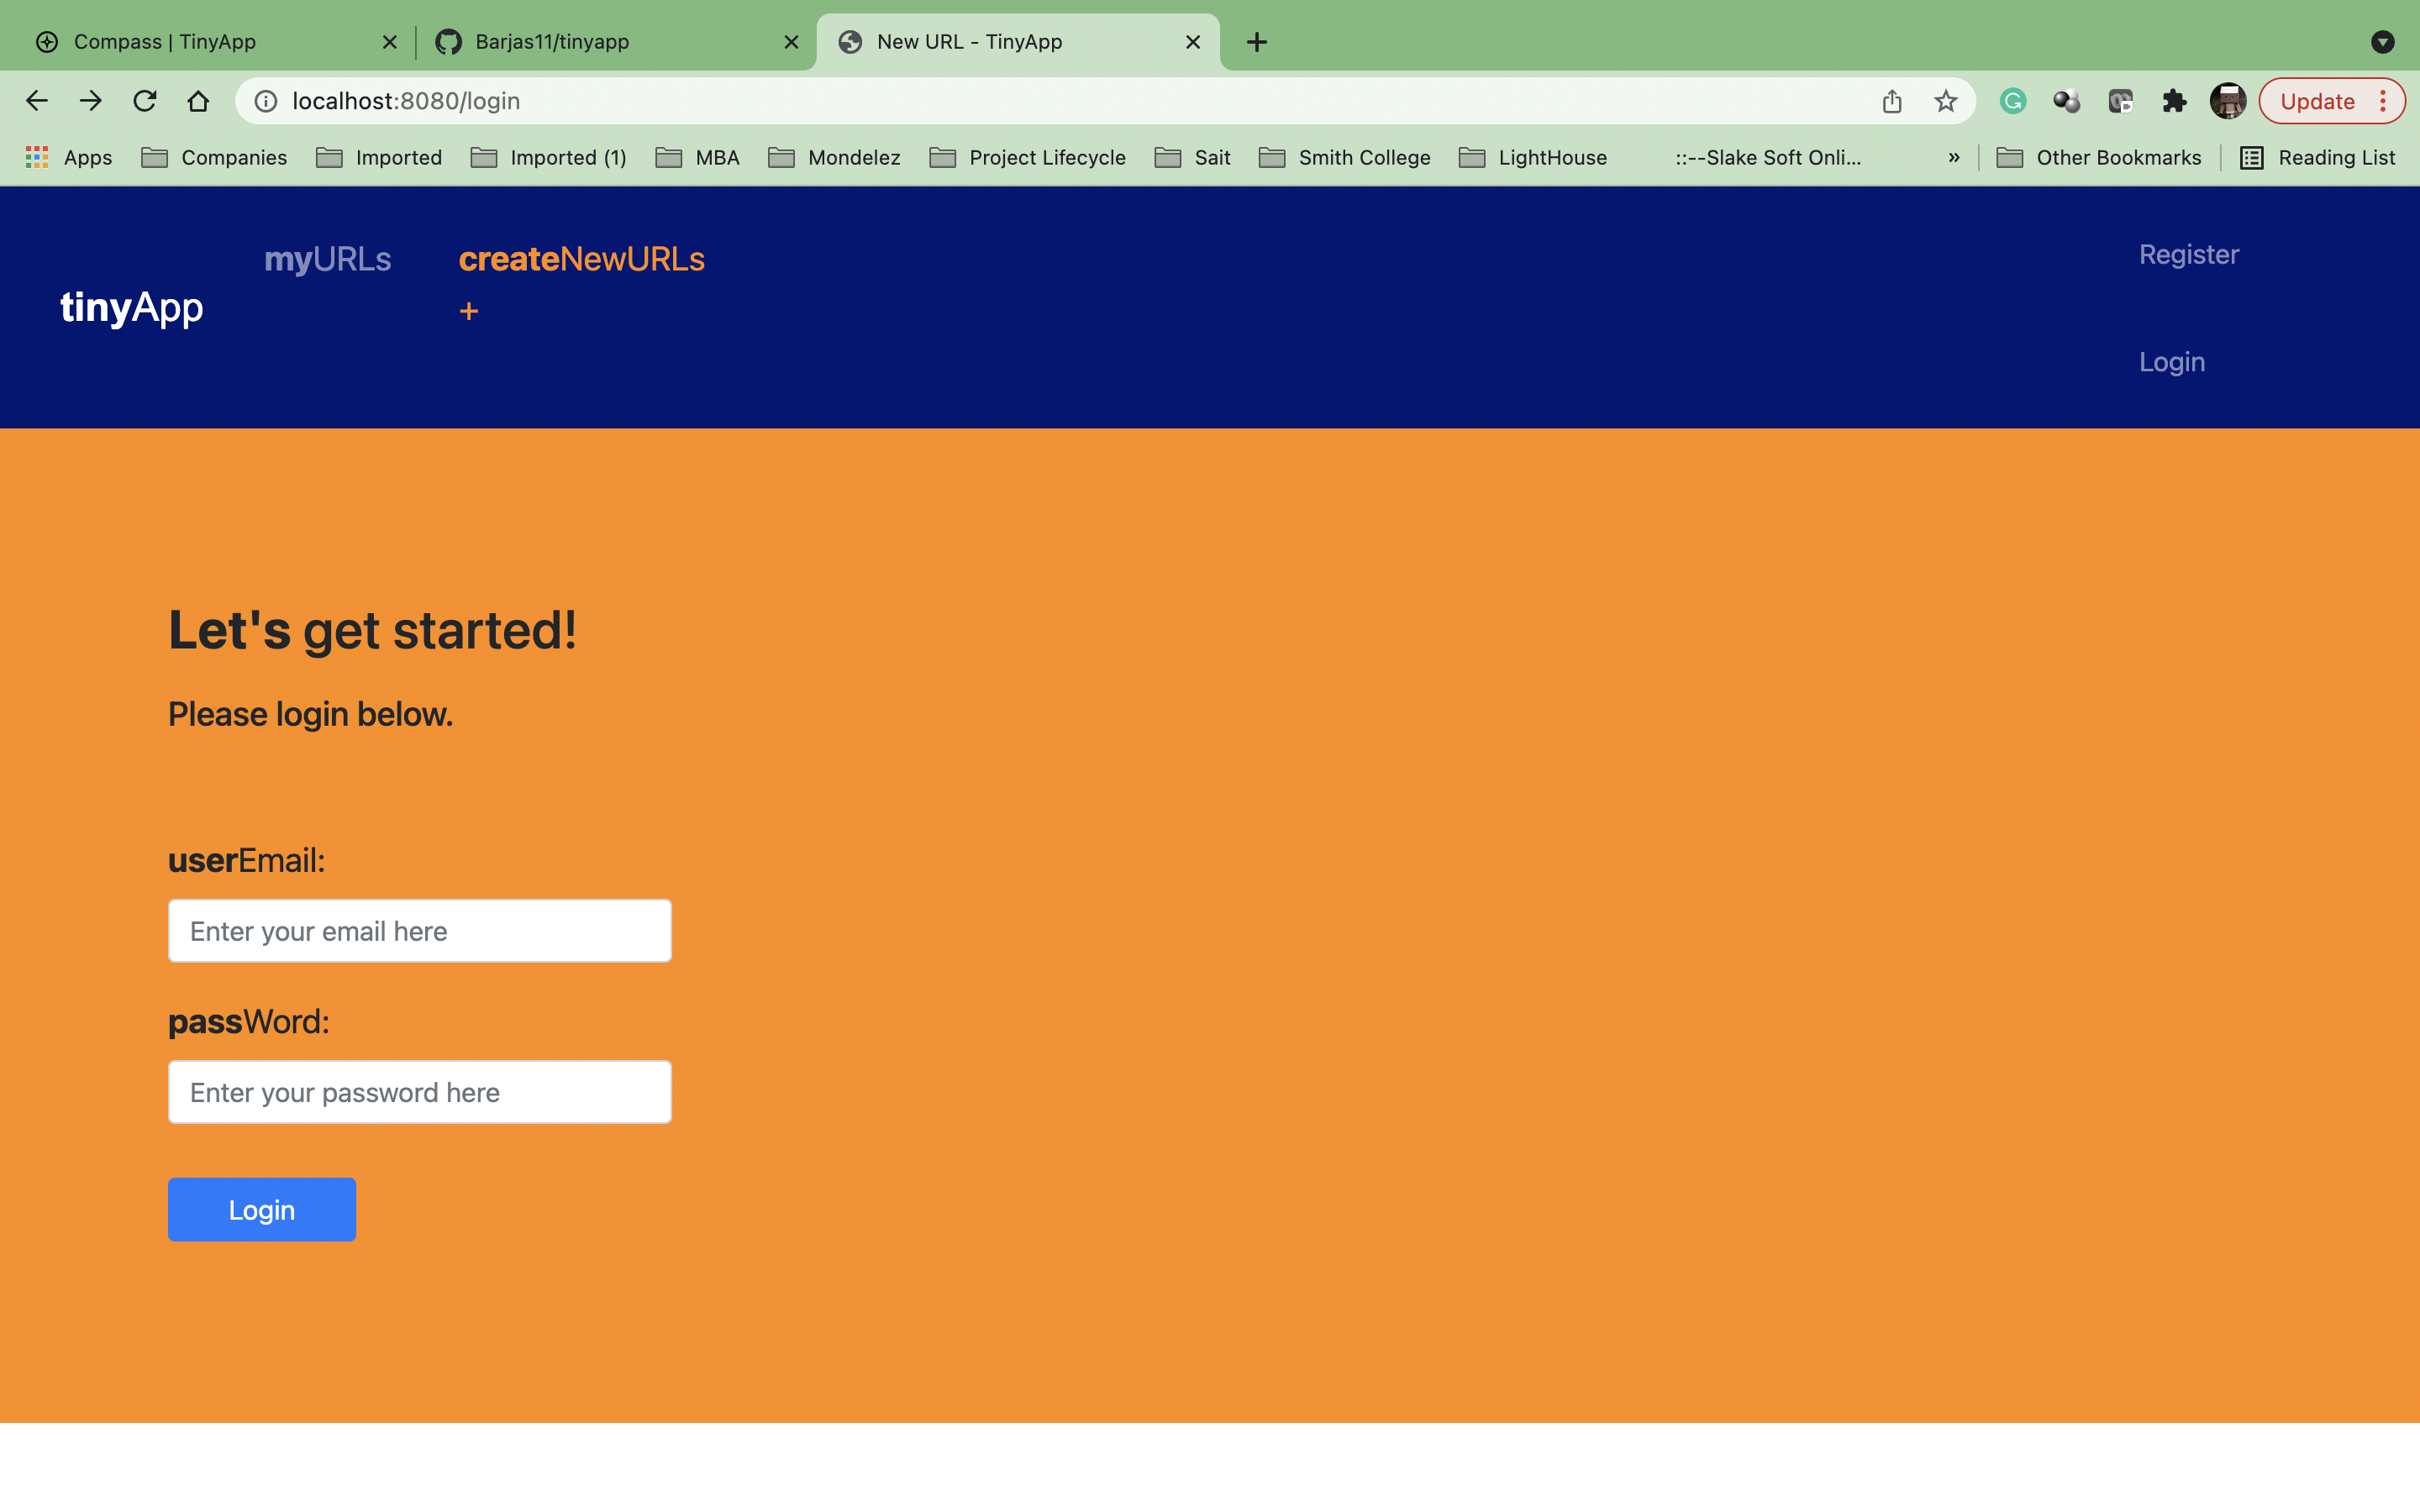 Compass | TinyApp
Barjas11/tinyapp
New URL - TinyApp
localhost:8080/login
Update
Apps
Companies
Imported
Imported (1)
MBA
Mondelez
Project Lifecycle
Sait
Smith College
LightHouse
::--Slake Soft Onli...
»
Other Bookmarks
Reading List
tinyApp
myURLs
createNewURLs
+
Register
Login
Let's get started!
Please login below.
userEmail:
Enter your email here
passWord:
Enter your password here
Login